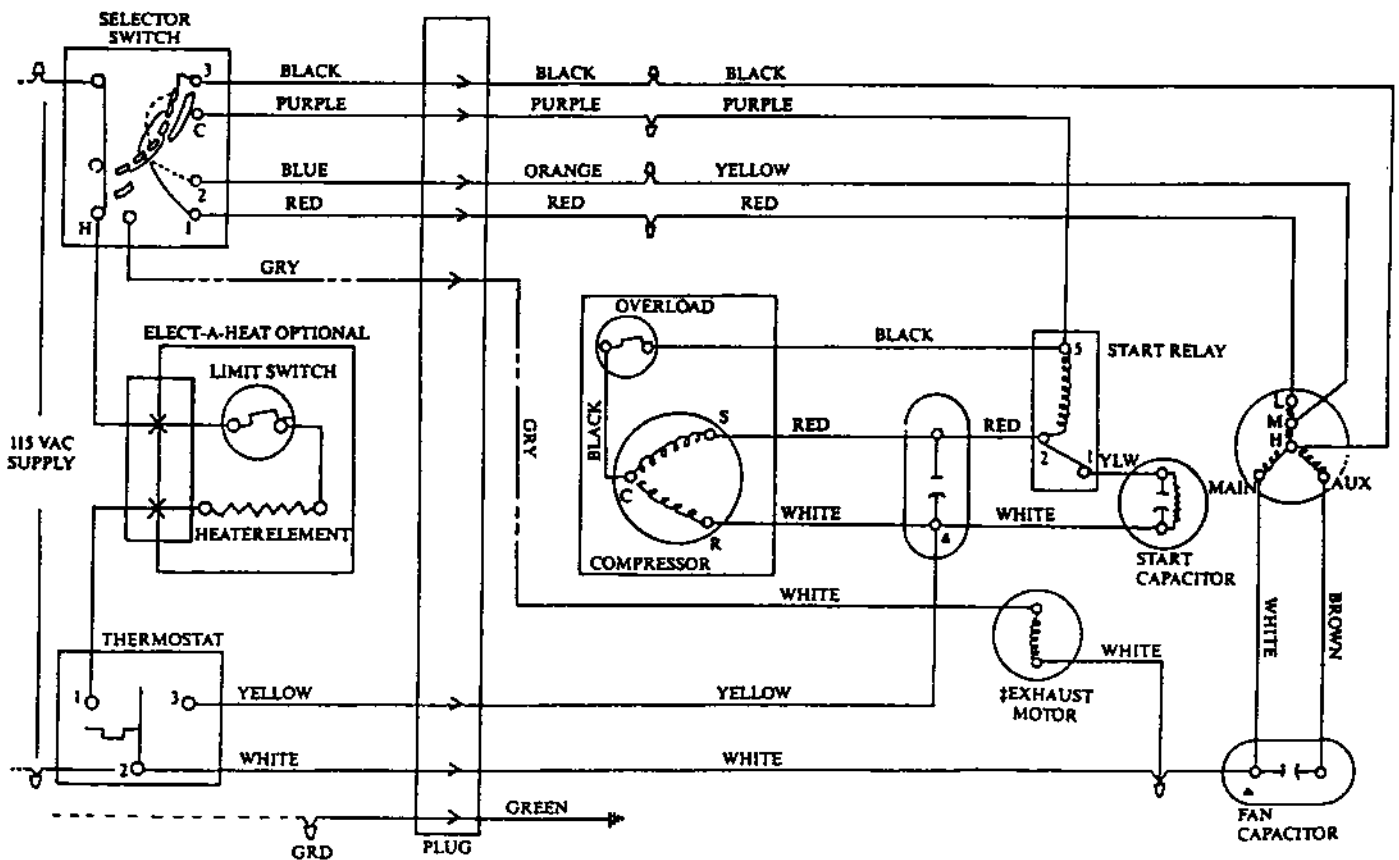 SELECTOR
SWITCH
3
BLACK
BLACK
BLACK
C
PURPLE
PURPLE
PURPLE
BLUE
ORANGE
YELLOW
2
RED
RED
RED
H
1
GRY
OVERLOAD
ELECT-A-HEAT OPTIONAL
BLACK
5
START RELAY
LIMIT SWITCH
GRY
BLACK
S
L
M
H
115 VAC
SUPPLY
RED
RED
2
1
YLW
C
MAIN
AUX
HEATER ELEMENT
R
WHITE
WHITE
COMPRESSOR
START
CAPACITOR
WHITE
WHITE
BROWN
THERMOSTAT
WHITE
1
3
YELLOW
YELLOW
‡EXHAUST
MOTOR
2
WHITE
WHITE
GREEN
FAN
CAPACITOR
GRD
PLUG